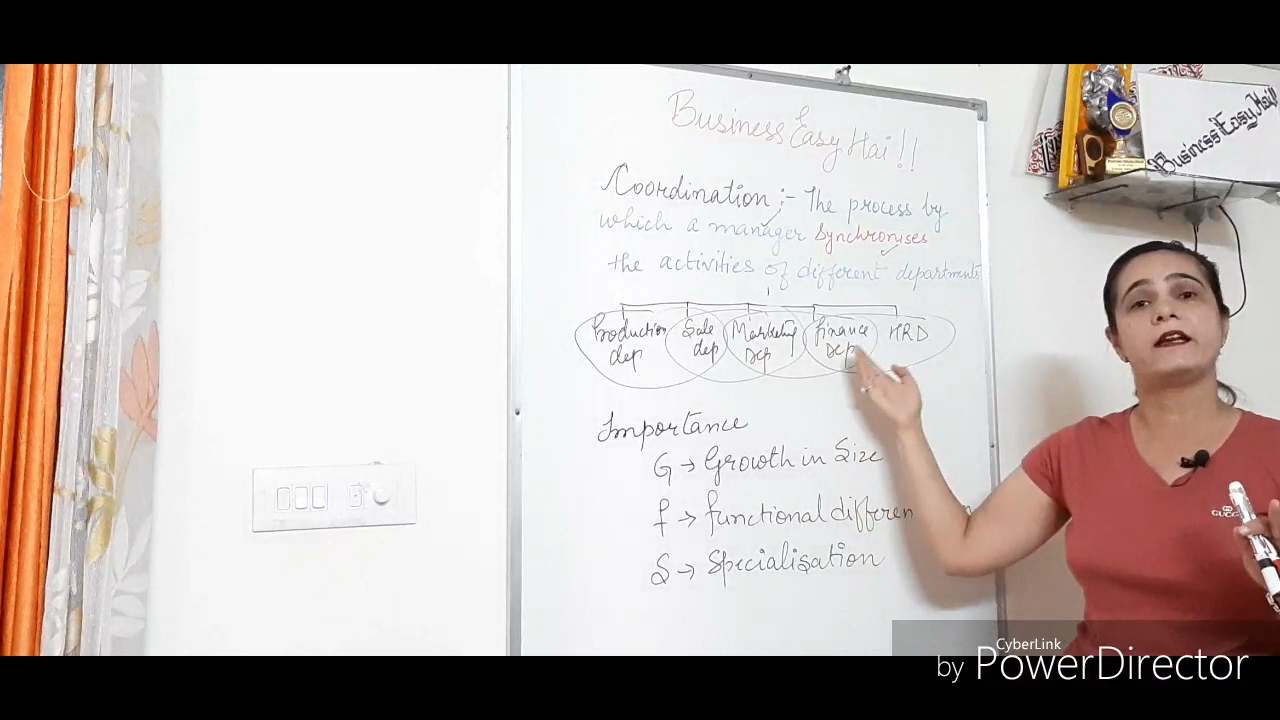 Business Easy Hai!!
Business Easy Hai!!
Coordination :- The process by
which a manager Synchronises
the activities of different departments
Production Sale Marketing Finance HRD
dep dep Dep Dep
Importance
G → Growth in Size
f → functional
S → Specialisation
GUCCI
CyberLink
by PowerDirector